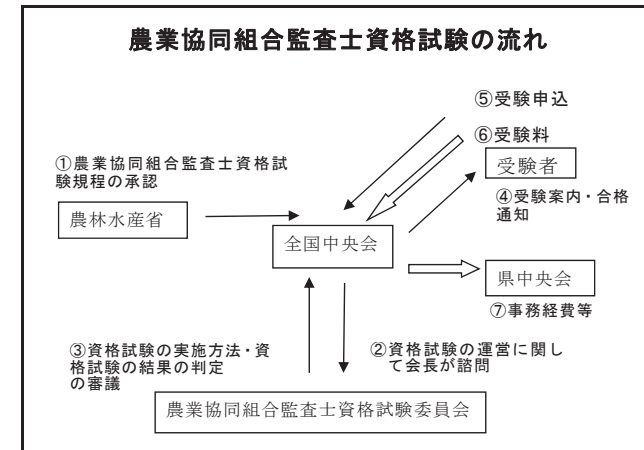 農業協同組合監査士資格試験の流れ
⑤受験申込
⑥受験料
①農業協同組合監査士資格試
験規程の承認
受験者
農林水産省
④受験案内・合格
通知
全国中央会
県中央会
⑦事務経費等
③資格試験の実施方法・資
格試験の結果の判定
の審議
②資格試験の運営に関し
て会長が諮問
農業協同組合監査士資格試験委員会